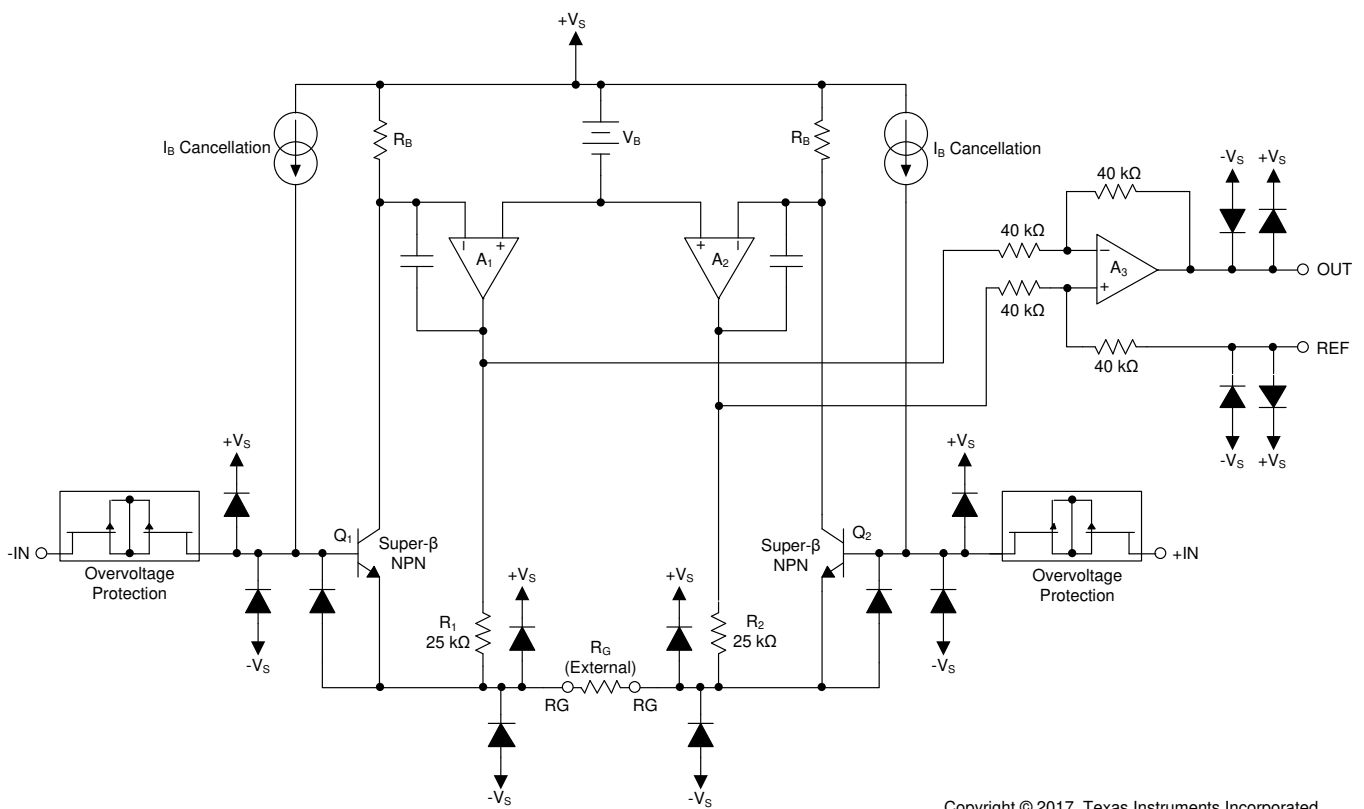 +VS
IB Cancellation
RB
VB
RB
IB Cancellation
-VS
+VS
40 kΩ
40 kΩ
A1
A2
A3
OUT
40 kΩ
40 kΩ
REF
-VS
+VS
+VS
+VS
-IN
Q1
Super-β
NPN
Q2
Super-β
NPN
+IN
Overvoltage
Protection
Overvoltage
Protection
-VS
-VS
+VS
+VS
R1
25 kΩ
R2
25 kΩ
RG
(External)
RG
RG
-VS
-VS
Copyright © 2017, Texas Instruments Incorporated